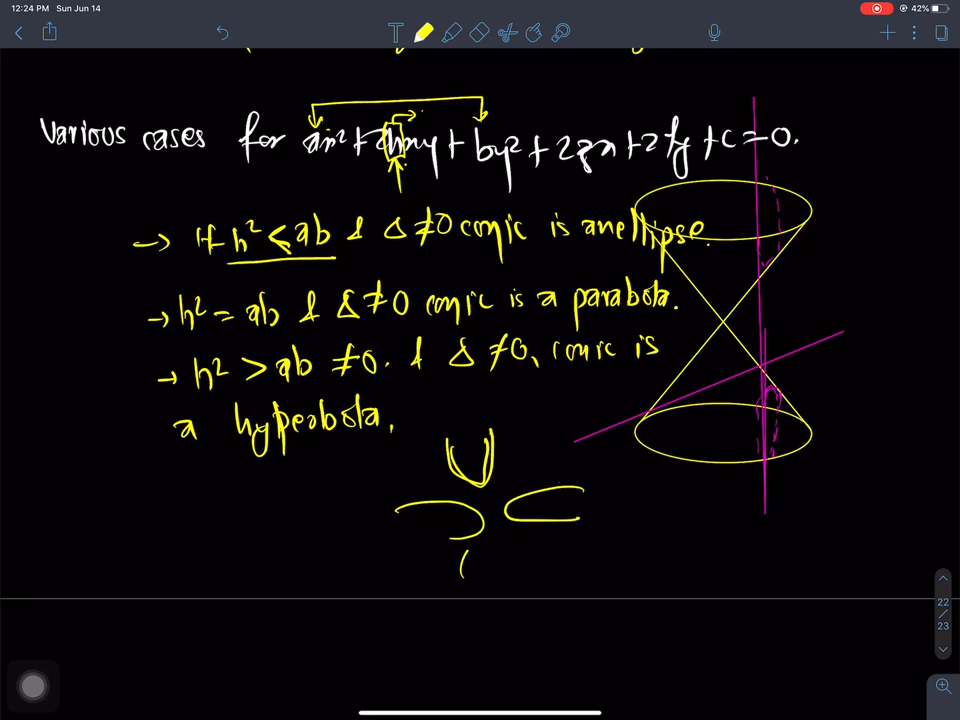 12:24 PM Sun Jun 14
42%
Various cases for ax² + 2hxy + by² + 2gx + 2fy + c = 0.
→ If h² < ab & Δ ≠ 0 conic is an ellipse.
→ h² = ab & Δ ≠ 0 conic is a parabola.
→ h² > ab ≠ 0. & Δ ≠ 0, conic is
a hyperbola.
22
/
23